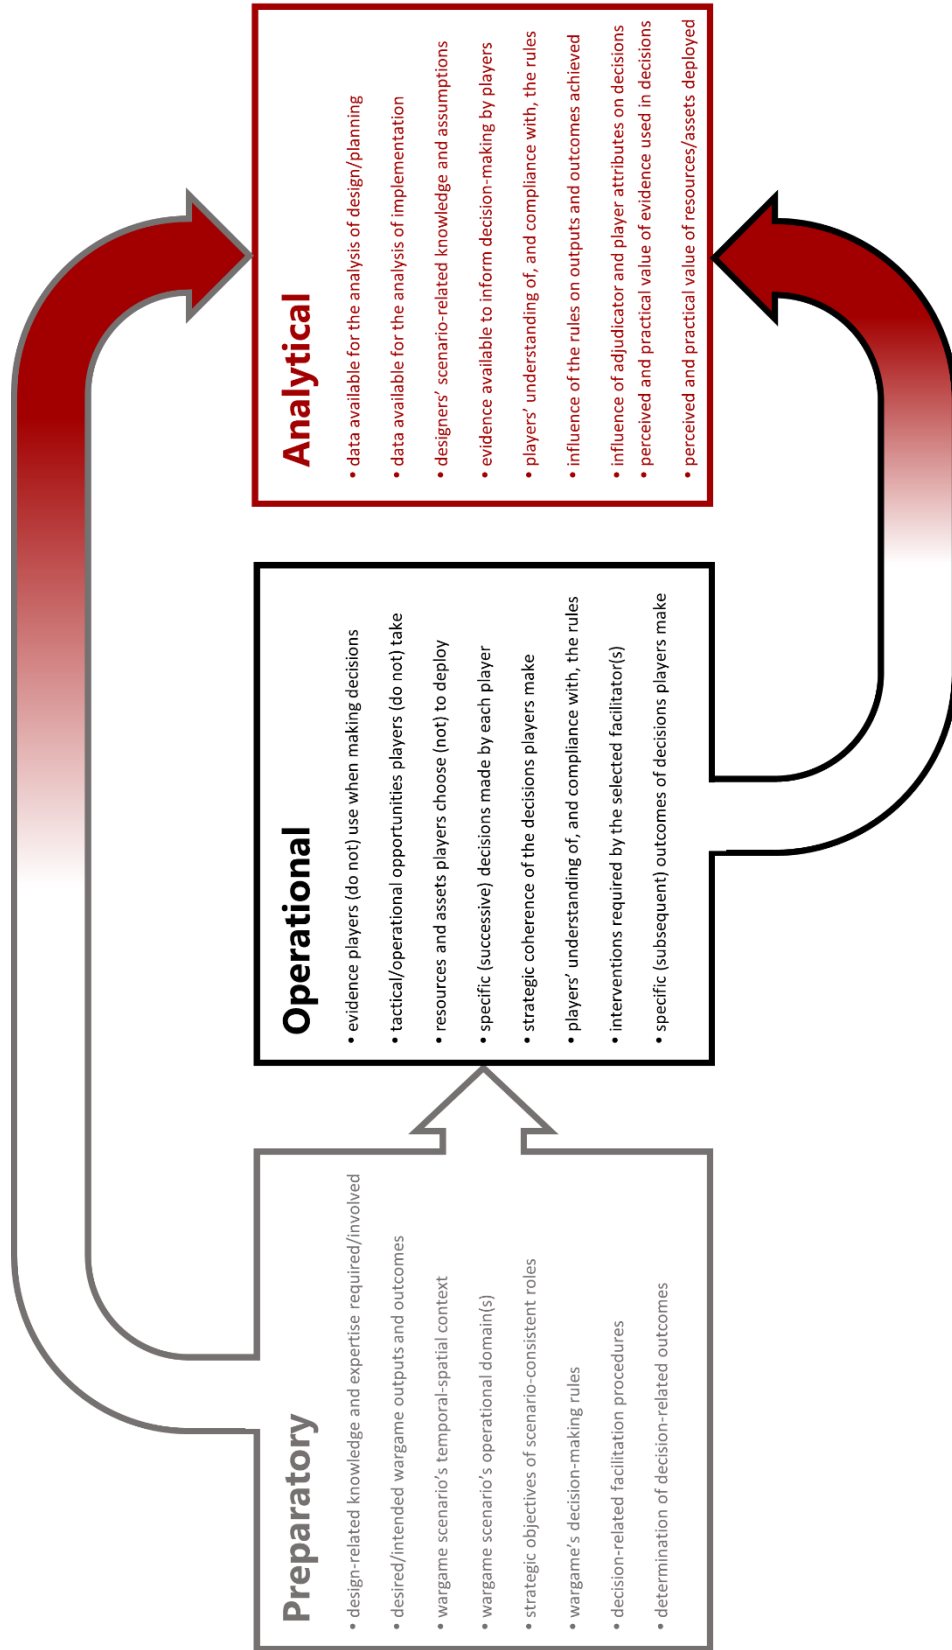 Preparatory
• design-related knowledge and expertise required/involved
• desired/intended wargame outputs and outcomes
• wargame scenario's temporal-spatial context
• wargame scenario's operational domain(s)
• strategic objectives of scenario-consistent roles
• wargame's decision-making rules
• decision-related facilitation procedures
• determination of decision-related outcomes
Operational
• evidence players (do not) use when making decisions
• tactical/operational opportunities players (do not) take
• resources and assets players choose (not) to deploy
• specific (successive) decisions made by each player
• strategic coherence of the decisions players make
• players' understanding of, and compliance with, the rules
• interventions required by the selected facilitator(s)
• specific (subsequent) outcomes of decisions players make
Analytical
• data available for the analysis of design/planning
• data available for the analysis of implementation
• designers' scenario-related knowledge and assumptions
• evidence available to inform decision-making by players
• players' understanding of, and compliance with, the rules
• influence of the rules on outputs and outcomes achieved
• influence of adjudicator and player attributes on decisions
• perceived and practical value of evidence used in decisions
• perceived and practical value of resources/assets deployed